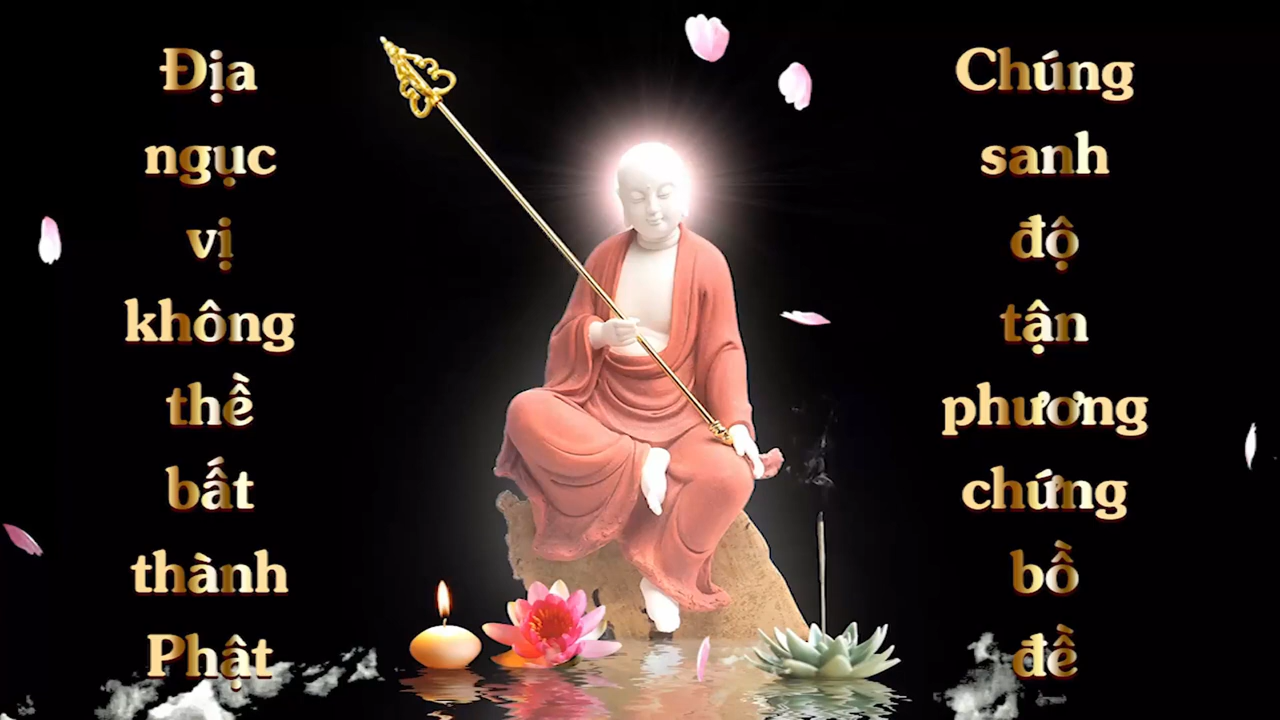 Địa
ngục
vị
không
thề
bất
thành
Phật
Chúng
sanh
độ
tận
phương
chứng
bồ
đề